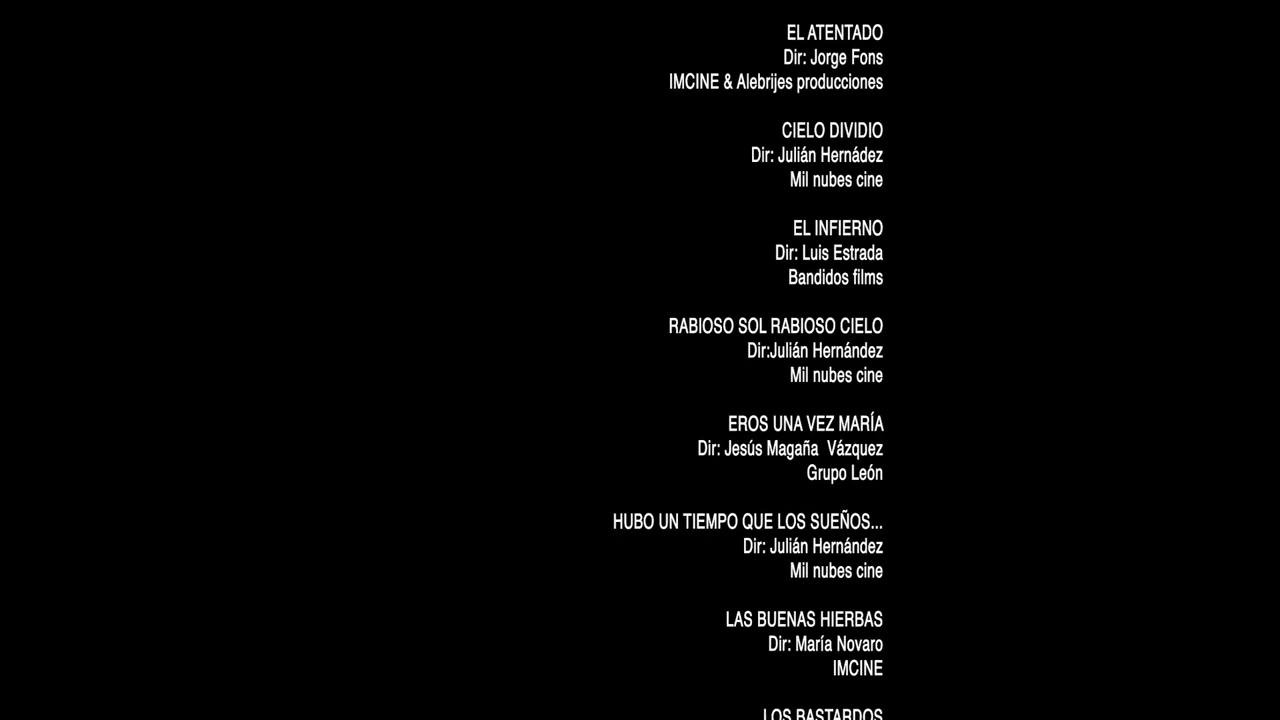 EL ATENTADO
Dir: Jorge Fons
IMCINE & Alebrijes producciones
CIELO DIVIDIO
Dir: Julián Hernádez
Mil nubes cine
EL INFIERNO
Dir: Luis Estrada
Bandidos films
RABIOSO SOL RABIOSO CIELO
Dir:Julián Hernández
Mil nubes cine
EROS UNA VEZ MARÍA
Dir: Jesús Magaña  Vázquez
Grupo León
HUBO UN TIEMPO QUE LOS SUEÑOS...
Dir: Julián Hernández
Mil nubes cine
LAS BUENAS HIERBAS
Dir: María Novaro
IMCINE
LOS BASTARDOS